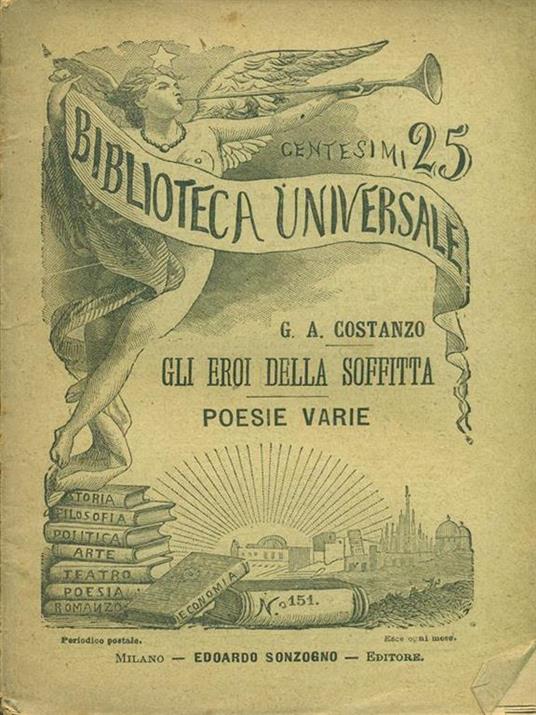 CENTESIMI 25
BIBLIOTECA UNIVERSALE
G. A. COSTANZO
GLI EROI DELLA SOFFITTA
POESIE VARIE
STORIA
FILOSOFIA
POLITICA
ARTE
TEATRO
POESIA
ROMANZO
ECONOMIA
N.o 151.
Periodico postale.
Esce ogni mese.
MILANO — EDOARDO SONZOGNO — EDITORE.